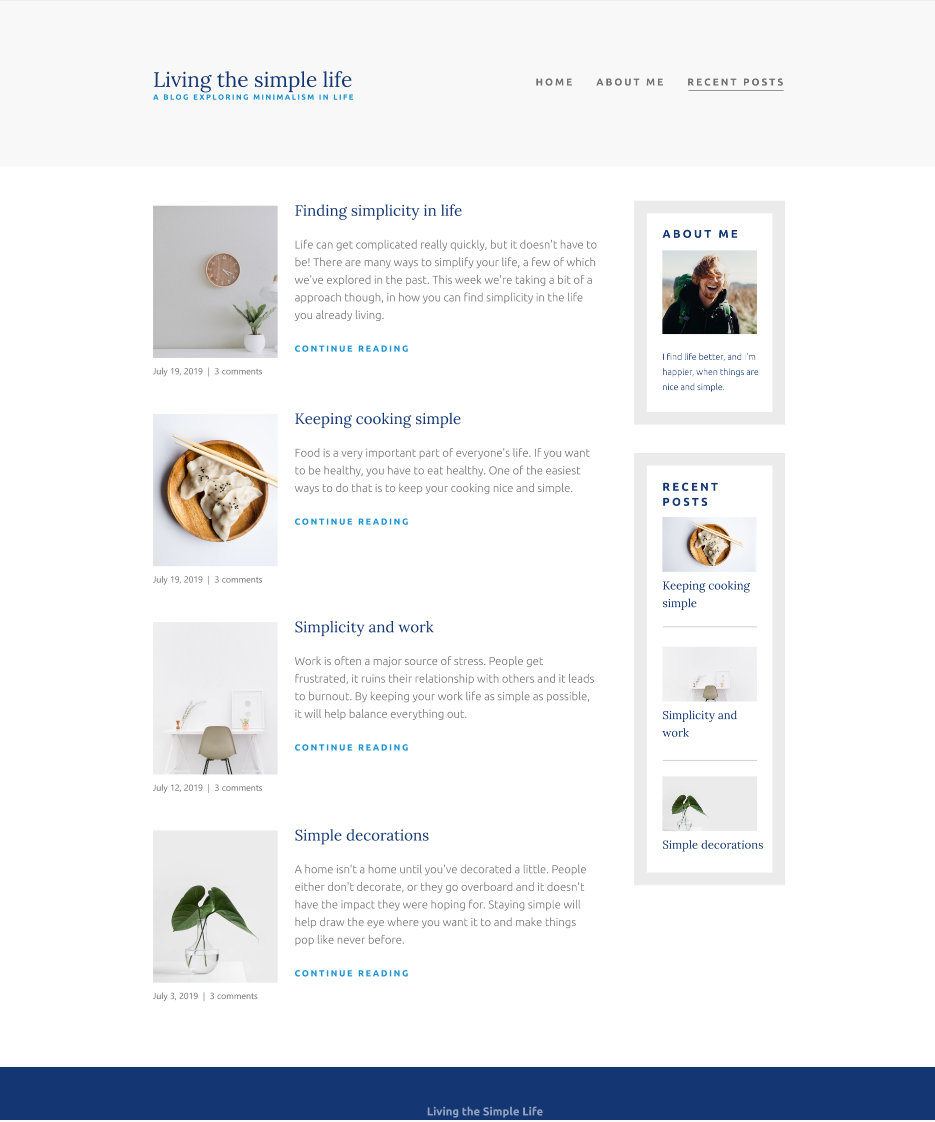 Living the simple life
A BLOG EXPLORING MINIMALISM IN LIFE
HOME ABOUT ME RECENT POSTS
Finding simplicity in life
Life can get complicated really quickly, but it doesn't have to
be! There are many ways to simplify your life, a few of which
we've explored in the past. This week we're taking a bit of a
approach though, in how you can find simplicity in the life
you already living.
CONTINUE READING
July 19, 2019 | 3 comments
Keeping cooking simple
Food is a very important part of everyone's life. If you want
to be healthy, you have to eat healthy. One of the easiest
ways to do that is to keep your cooking nice and simple.
CONTINUE READING
July 19, 2019 | 3 comments
Simplicity and work
Work is often a major source of stress. People get
frustrated, it ruins their relationship with others and it leads
to burnout. By keeping your work life as simple as possible,
it will help balance everything out.
CONTINUE READING
July 12, 2019 | 3 comments
Simple decorations
A home isn't a home until you've decorated a little. People
either don't decorate, or they go overboard and it doesn't
have the impact they were hoping for. Staying simple will
help draw the eye where you want it to and make things
pop like never before.
CONTINUE READING
July 3, 2019 | 3 comments
ABOUT ME
I find life better, and I'm
happier, when things are
nice and simple.
RECENT
POSTS
Keeping cooking
simple
Simplicity and
work
Simple decorations
Living the Simple Life